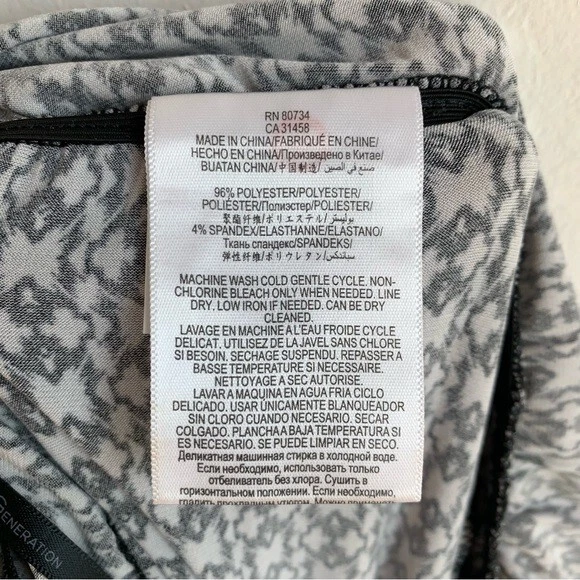 RN 80734
CA 31458
MADE IN CHINA/FABRIQUÉ EN CHINE/
HECHO EN CHINA/Произведено в Китае/
BUATAN CHINA/中国制造/ صنع في الصين
96% POLYESTER/POLYESTER/
POLIÉSTER/Полиэстер/POLYESTER/
聚酯纤维/ポリエステル/بوليستر
4% SPANDEX/ELASTHANNE/ELASTANO/
Ткань спандекс/SPANDEKS/
弹性纤维/ポリウレタン/سباندكس
MACHINE WASH COLD GENTLE CYCLE. NON-
CHLORINE BLEACH ONLY WHEN NEEDED. LINE
DRY. LOW IRON IF NEEDED. CAN BE DRY
CLEANED.
LAVAGE EN MACHINE A L'EAU FROIDE CYCLE
DELICAT. UTILISEZ DE LA JAVEL SANS CHLORE
SI BESOIN. SECHAGE SUSPENDU. REPASSER A
BASSE TEMPERATURE SI NECESSAIRE.
NETTOYAGE A SEC AUTORISE.
LAVAR A MAQUINA EN AGUA FRIA CICLO
DELICADO. USAR ÚNICAMENTE BLANQUEADOR
SIN CLORO CUANDO NECESARIO. SECAR
COLGADO. PLANCHA A BAJA TEMPERATURA SI
ES NECESARIO. SE PUEDE LIMPIAR EN SECO.
Деликатная машинная стирка в холодной воде.
Если необходимо, использовать только
отбеливатель без хлора. Сушить в
горизонтальном положении. Если необходимо,
гладить прохладным утюгом. Можно применять
GENERATION